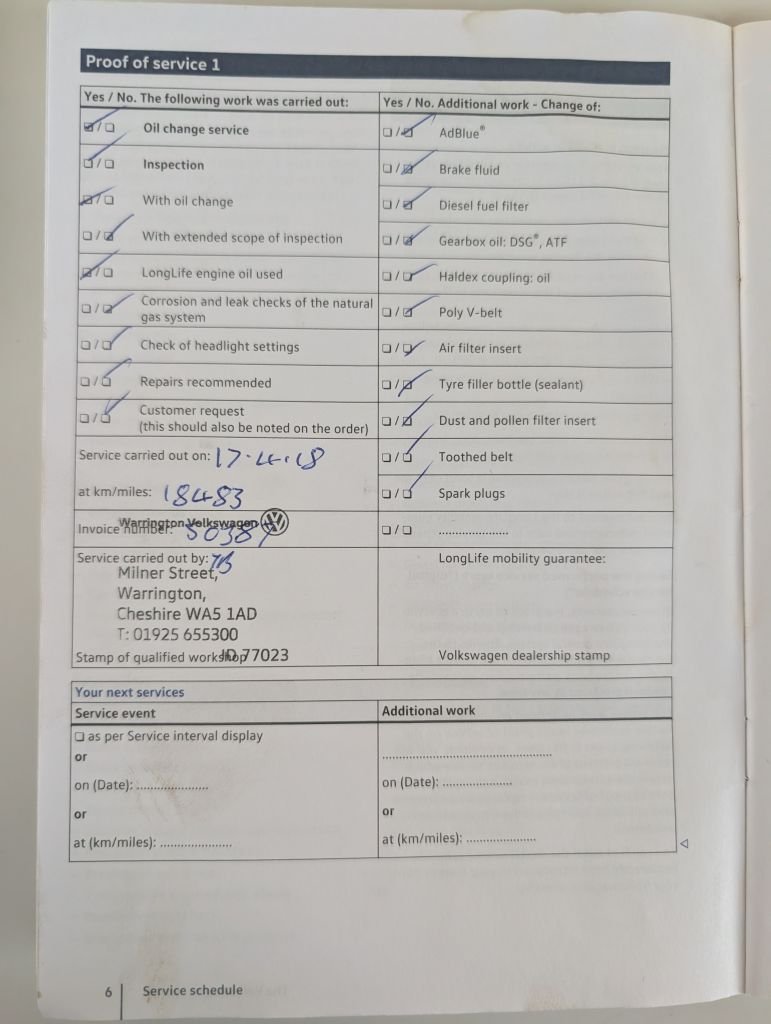 Proof of service 1
Yes / No. The following work was carried out:
☑/☐ Oil change service
☑/☐ Inspection
☑/☐ With oil change
☐/☑ With extended scope of inspection
☑/☐ LongLife engine oil used
☐/☑ Corrosion and leak checks of the natural
gas system
☐/☑ Check of headlight settings
☐/☑ Repairs recommended
☐/☑ Customer request
(this should also be noted on the order)
Service carried out on: 17.4.18
at km/miles: 18483
Warrington Volkswagen
Invoice number:
Service carried out by:
Milner Street,
Warrington,
Cheshire WA5 1AD
T: 01925 655300
Stamp of qualified workshop ID 77023
Yes / No. Additional work - Change of:
☐/☑ AdBlue®
☐/☑ Brake fluid
☐/☑ Diesel fuel filter
☐/☑ Gearbox oil: DSG®, ATF
☐/☑ Haldex coupling: oil
☐/☑ Poly V-belt
☐/☑ Air filter insert
☐/☑ Tyre filler bottle (sealant)
☐/☑ Dust and pollen filter insert
☐/☑ Toothed belt
☐/☑ Spark plugs
☐/☐ .....................
LongLife mobility guarantee:
Volkswagen dealership stamp
Your next services
Service event
☐ as per Service interval display
or
on (Date): .....................
or
at (km/miles): .....................
Additional work
..................................................
on (Date): .....................
or
at (km/miles): .....................
6 Service schedule